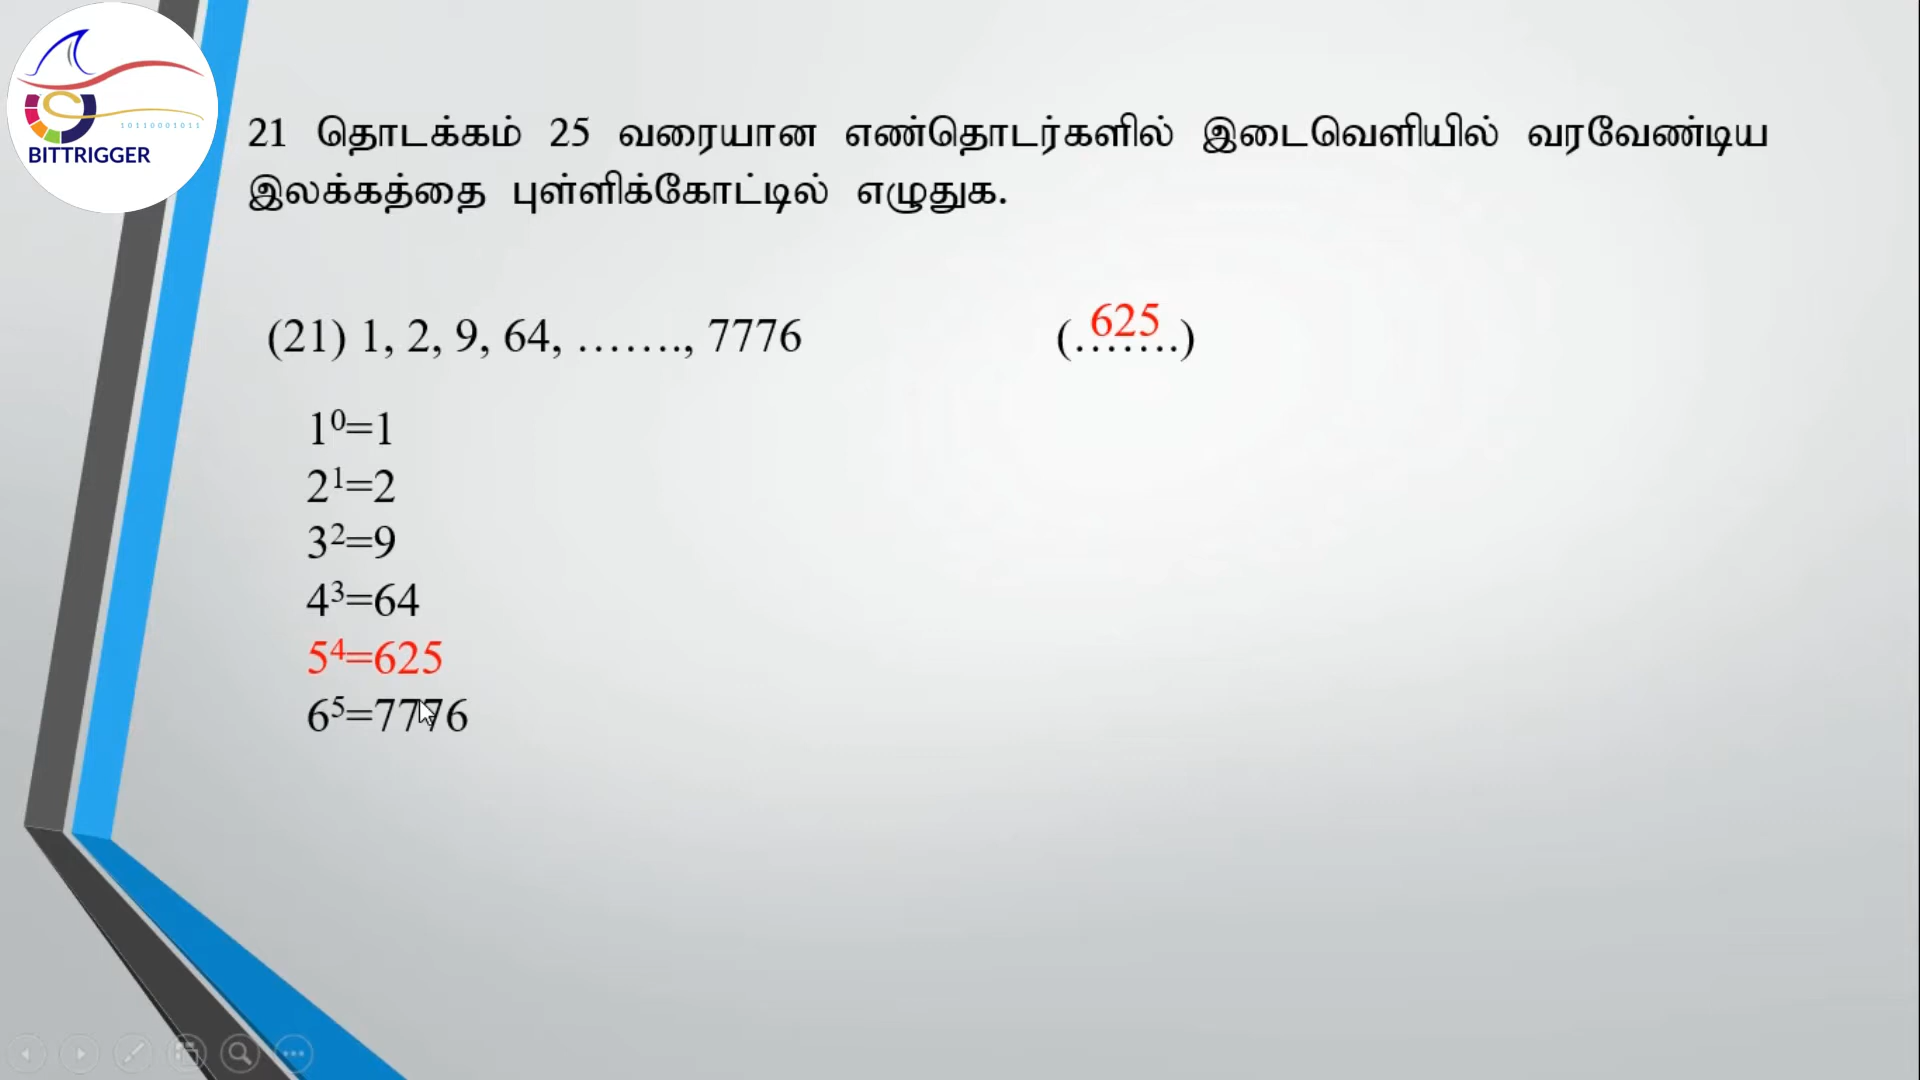 BITTRIGGER
10110001011
21 தொடக்கம் 25 வரையான எண்தொடர்களில் இடைவெளியில் வரவேண்டிய
இலக்கத்தை புள்ளிக்கோட்டில் எழுதுக.
(21) 1, 2, 9, 64, ……., 7776 (…….) 625
1⁰=1
2¹=2
3²=9
4³=64
5⁴=625
6⁵=7776